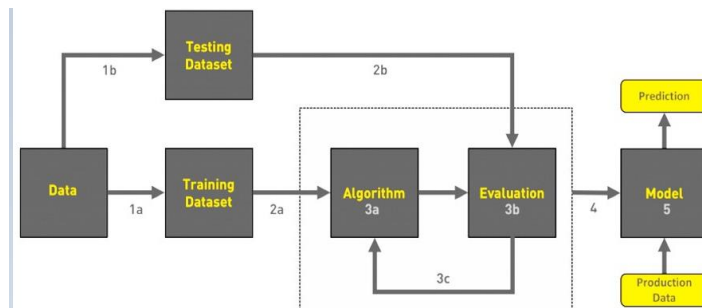 Testing
Dataset
1b
2b
Prediction
Data
Training
Dataset
Algorithm
3a
Evaluation
3b
Model
5
1a
2a
4
3c
Production
Data